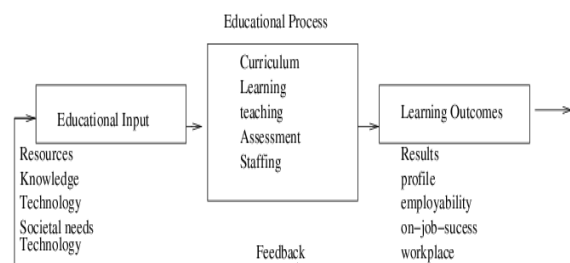 Educational Process
Curriculum
Learning
teaching
Assessment
Staffing
Educational Input
Resources
Knowledge
Technology
Societal needs
Technology
Learning Outcomes
Results
profile
employability
on-job-sucess
workplace
Feedback